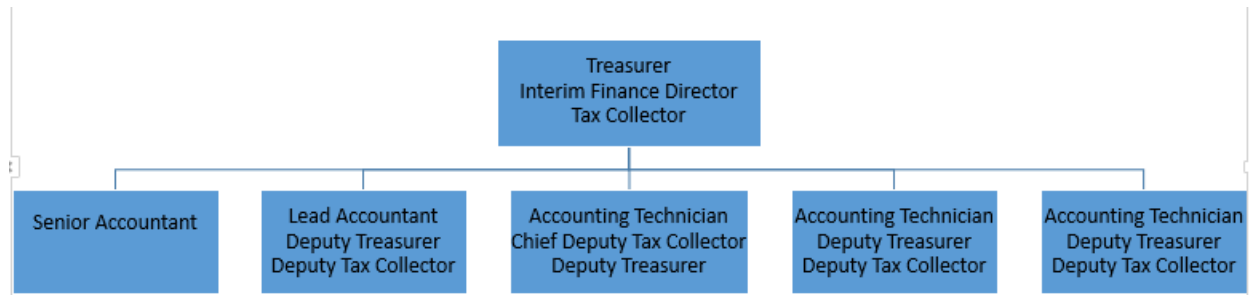 Treasurer
Interim Finance Director
Tax Collector
Senior Accountant
Lead Accountant
Deputy Treasurer
Deputy Tax Collector
Accounting Technician
Chief Deputy Tax Collector
Deputy Treasurer
Accounting Technician
Deputy Treasurer
Deputy Tax Collector
Accounting Technician
Deputy Treasurer
Deputy Tax Collector